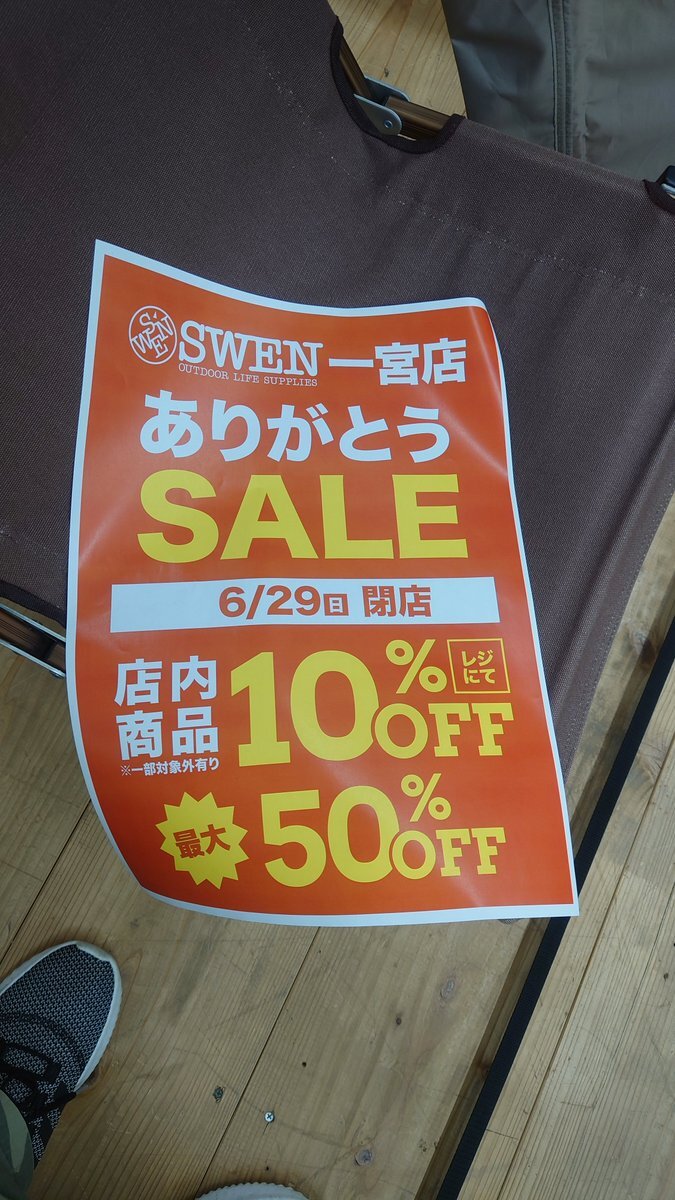 SWEN
SWEN 一宮店
OUTDOOR LIFE SUPPLIES
ありがとう
SALE
6/29日 閉店
店内商品 10%OFF レジにて
※一部対象外有り
最大 50%OFF